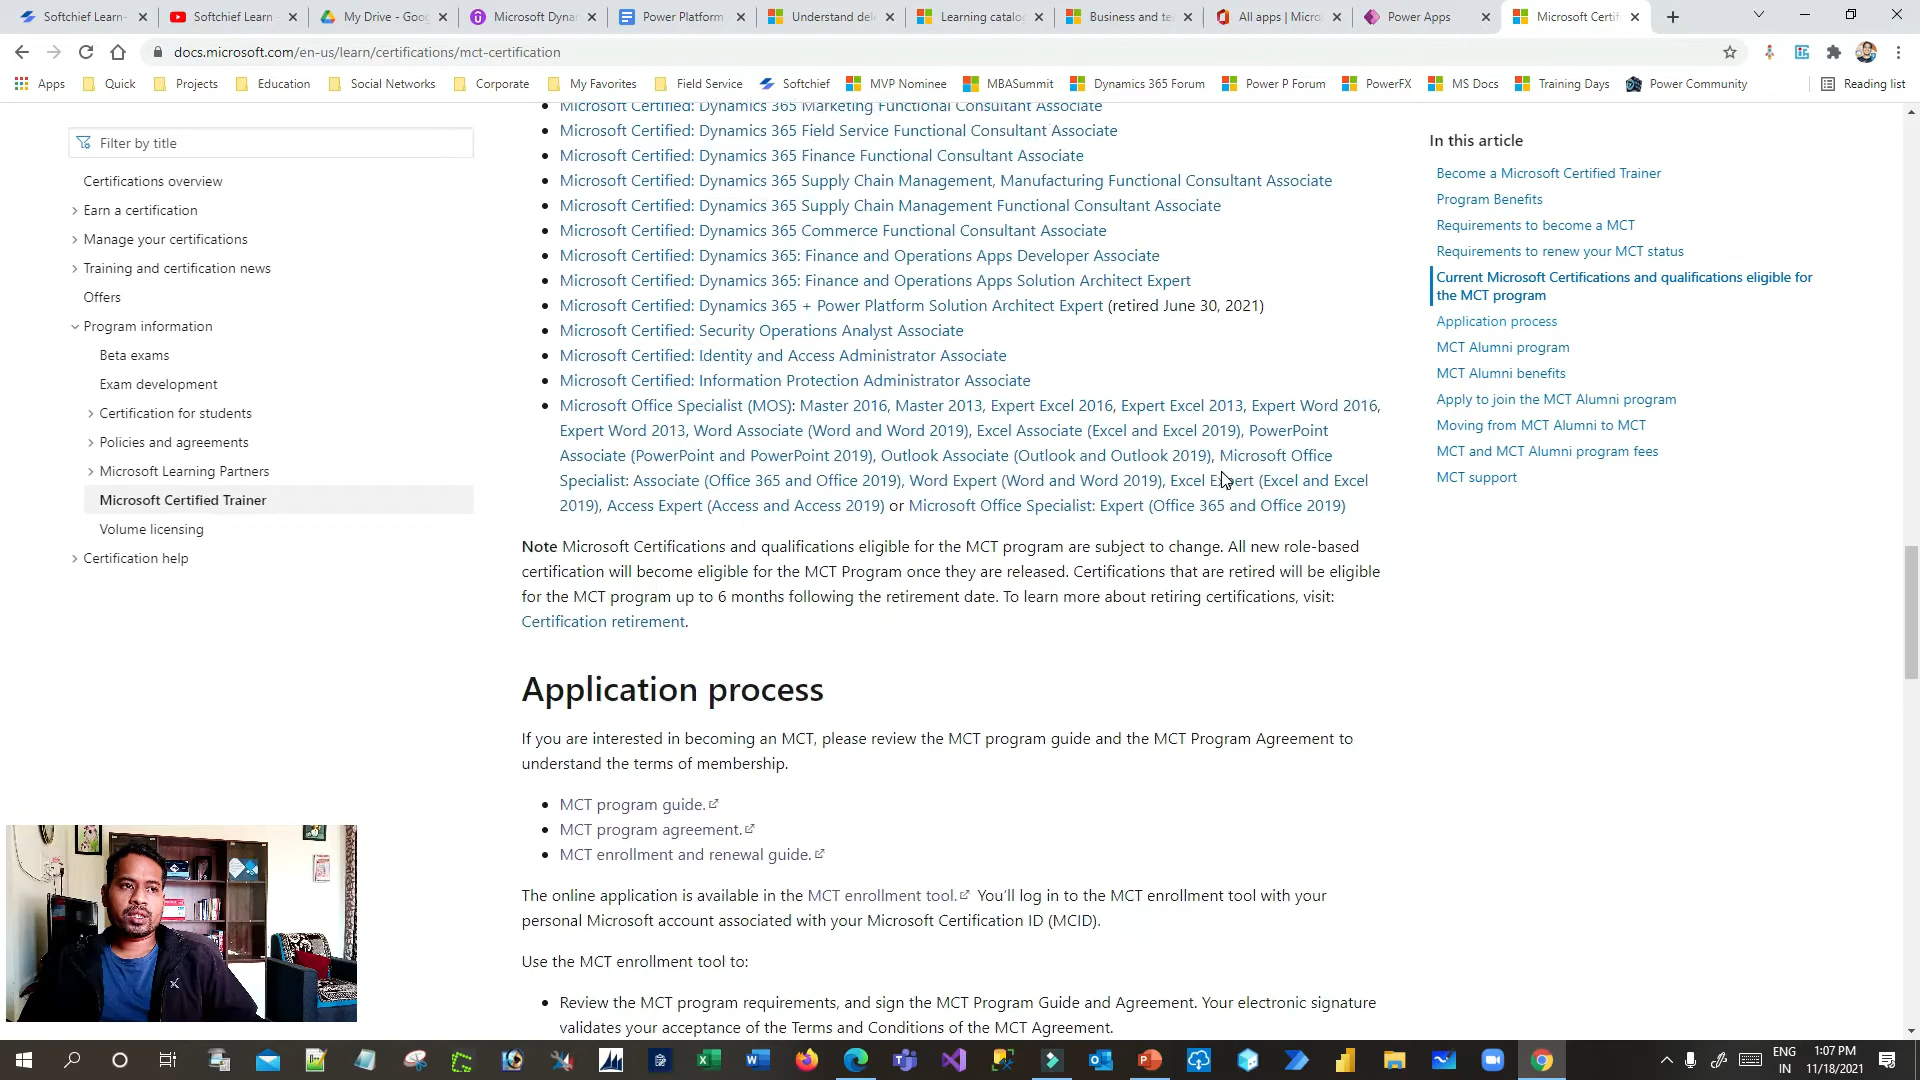 Softchief Learn-
Softchief Learn
My Drive - Goo
Microsoft Dyna
Power Platform
Understand del
Learning catalo
Business and te
All apps | Micro
Power Apps
Microsoft Certif
docs.microsoft.com/en-us/learn/certifications/mct-certification
Apps
Quick
Projects
Education
Social Networks
Corporate
My Favorites
Field Service
Softchief
MVP Nominee
MBASummit
Dynamics 365 Forum
Power P Forum
PowerFX
MS Docs
Training Days
Power Community
Reading list
Filter by title
Certifications overview
Earn a certification
Manage your certifications
Training and certification news
Offers
Program information
Beta exams
Exam development
Certification for students
Policies and agreements
Microsoft Learning Partners
Microsoft Certified Trainer
Volume licensing
Certification help
Microsoft Certified: Dynamics 365 Marketing Functional Consultant Associate
Microsoft Certified: Dynamics 365 Field Service Functional Consultant Associate
Microsoft Certified: Dynamics 365 Finance Functional Consultant Associate
Microsoft Certified: Dynamics 365 Supply Chain Management, Manufacturing Functional Consultant Associate
Microsoft Certified: Dynamics 365 Supply Chain Management Functional Consultant Associate
Microsoft Certified: Dynamics 365 Commerce Functional Consultant Associate
Microsoft Certified: Dynamics 365: Finance and Operations Apps Developer Associate
Microsoft Certified: Dynamics 365: Finance and Operations Apps Solution Architect Expert
Microsoft Certified: Dynamics 365 + Power Platform Solution Architect Expert (retired June 30, 2021)
Microsoft Certified: Security Operations Analyst Associate
Microsoft Certified: Identity and Access Administrator Associate
Microsoft Certified: Information Protection Administrator Associate
Microsoft Office Specialist (MOS): Master 2016, Master 2013, Expert Excel 2016, Expert Excel 2013, Expert Word 2016,
Expert Word 2013, Word Associate (Word and Word 2019), Excel Associate (Excel and Excel 2019), PowerPoint
Associate (PowerPoint and PowerPoint 2019), Outlook Associate (Outlook and Outlook 2019), Microsoft Office
Specialist: Associate (Office 365 and Office 2019), Word Expert (Word and Word 2019), Excel Expert (Excel and Excel
2019), Access Expert (Access and Access 2019) or Microsoft Office Specialist: Expert (Office 365 and Office 2019)
Note Microsoft Certifications and qualifications eligible for the MCT program are subject to change. All new role-based
certification will become eligible for the MCT Program once they are released. Certifications that are retired will be eligible
for the MCT program up to 6 months following the retirement date. To learn more about retiring certifications, visit:
Certification retirement.
Application process
If you are interested in becoming an MCT, please review the MCT program guide and the MCT Program Agreement to
understand the terms of membership.
MCT program guide.
MCT program agreement.
MCT enrollment and renewal guide.
The online application is available in the MCT enrollment tool. You'll log in to the MCT enrollment tool with your
personal Microsoft account associated with your Microsoft Certification ID (MCID).
Use the MCT enrollment tool to:
Review the MCT program requirements, and sign the MCT Program Guide and Agreement. Your electronic signature
validates your acceptance of the Terms and Conditions of the MCT Agreement.
In this article
Become a Microsoft Certified Trainer
Program Benefits
Requirements to become a MCT
Requirements to renew your MCT status
Current Microsoft Certifications and qualifications eligible for
the MCT program
Application process
MCT Alumni program
MCT Alumni benefits
Apply to join the MCT Alumni program
Moving from MCT Alumni to MCT
MCT and MCT Alumni program fees
MCT support
ENG
IN
1:07 PM
11/18/2021